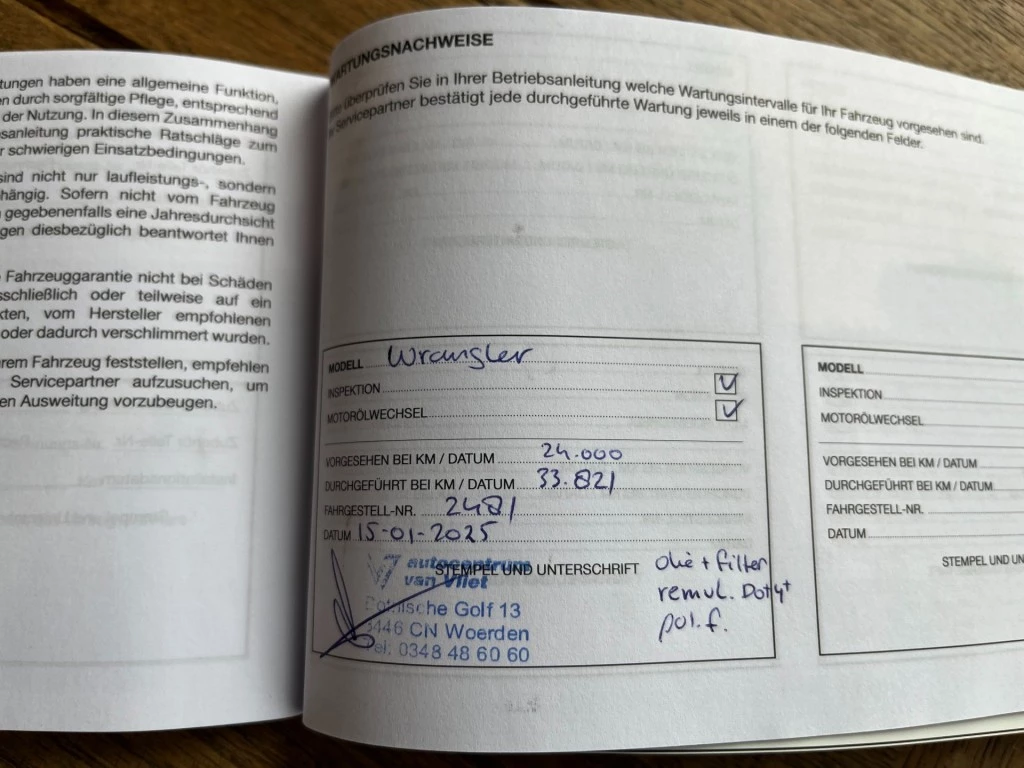 tungen haben eine allgemeine Funktion,
en durch sorgfältige Pflege, entsprechend
der Nutzung. In diesem Zusammenhang
sanleitung praktische Ratschläge zum
r schwierigen Einsatzbedingungen.
sind nicht nur laufleistungs-, sondern
hängig. Sofern nicht vom Fahrzeug
gegebenenfalls eine Jahresdurchsicht
gen diesbezüglich beantwortet Ihnen
Fahrzeuggarantie nicht bei Schäden
sschließlich oder teilweise auf ein
kten, vom Hersteller empfohlenen
oder dadurch verschlimmert wurden.
rem Fahrzeug feststellen, empfehlen
Servicepartner aufzusuchen, um
en Ausweitung vorzubeugen.
WARTUNGSNACHWEISE
überprüfen Sie in Ihrer Betriebsanleitung welche Wartungsintervalle für Ihr Fahrzeug vorgesehen sind.
Servicepartner bestätigt jede durchgeführte Wartung jeweils in einem der folgenden Felder.
MODELL Wrangler
INSPEKTION
MOTORÖLWECHSEL
VORGESEHEN BEI KM / DATUM 24.000
DURCHGEFÜHRT BEI KM / DATUM 33.821
FAHRGESTELL-NR. 2481
DATUM 15-01-2025
STEMPEL UND UNTERSCHRIFT
autocentrum
van Vliet
Botnische Golf 13
3446 CN Woerden
Tel: 0348 48 60 60
olie + filter
remvl. Dot4+
pol.f.
MODELL
INSPEKTION
MOTORÖLWECHSEL
VORGESEHEN BEI KM / DATUM
DURCHGEFÜHRT BEI KM / DATUM
FAHRGESTELL-NR.
DATUM
STEMPEL UND UN